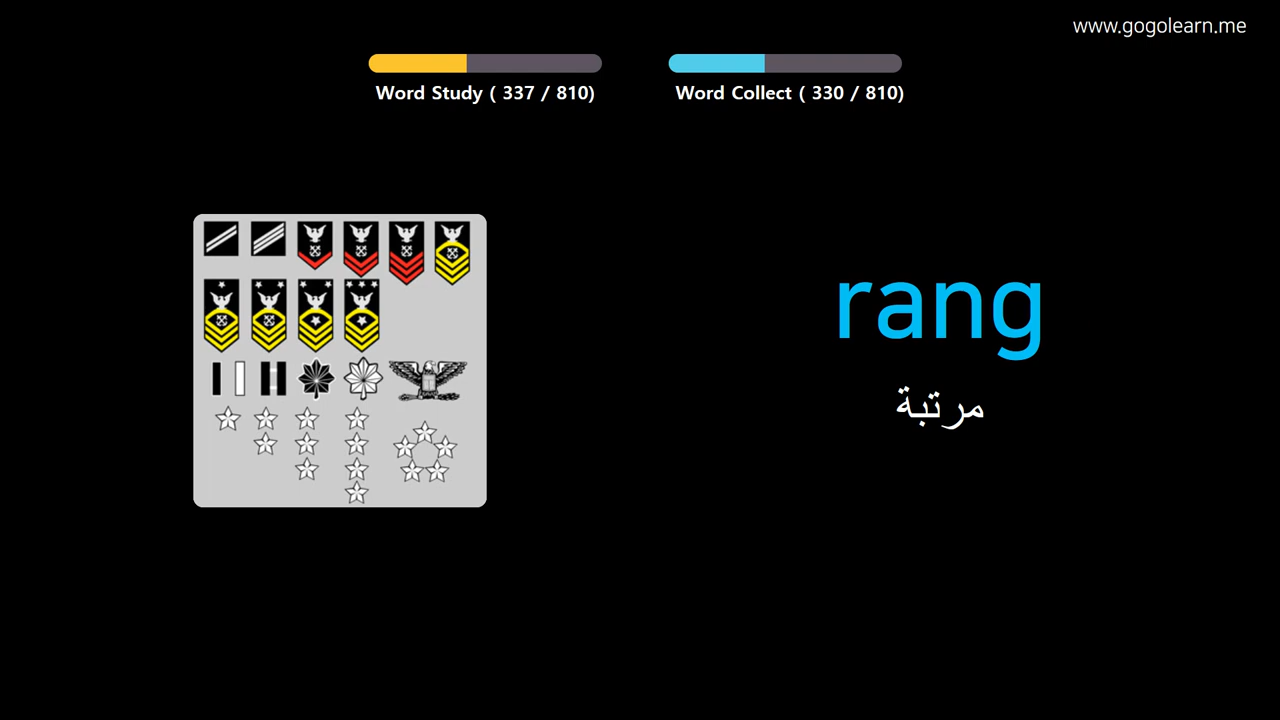 www.gogolearn.me
Word Study ( 337 / 810)
Word Collect ( 330 / 810)
rang
مرتبة